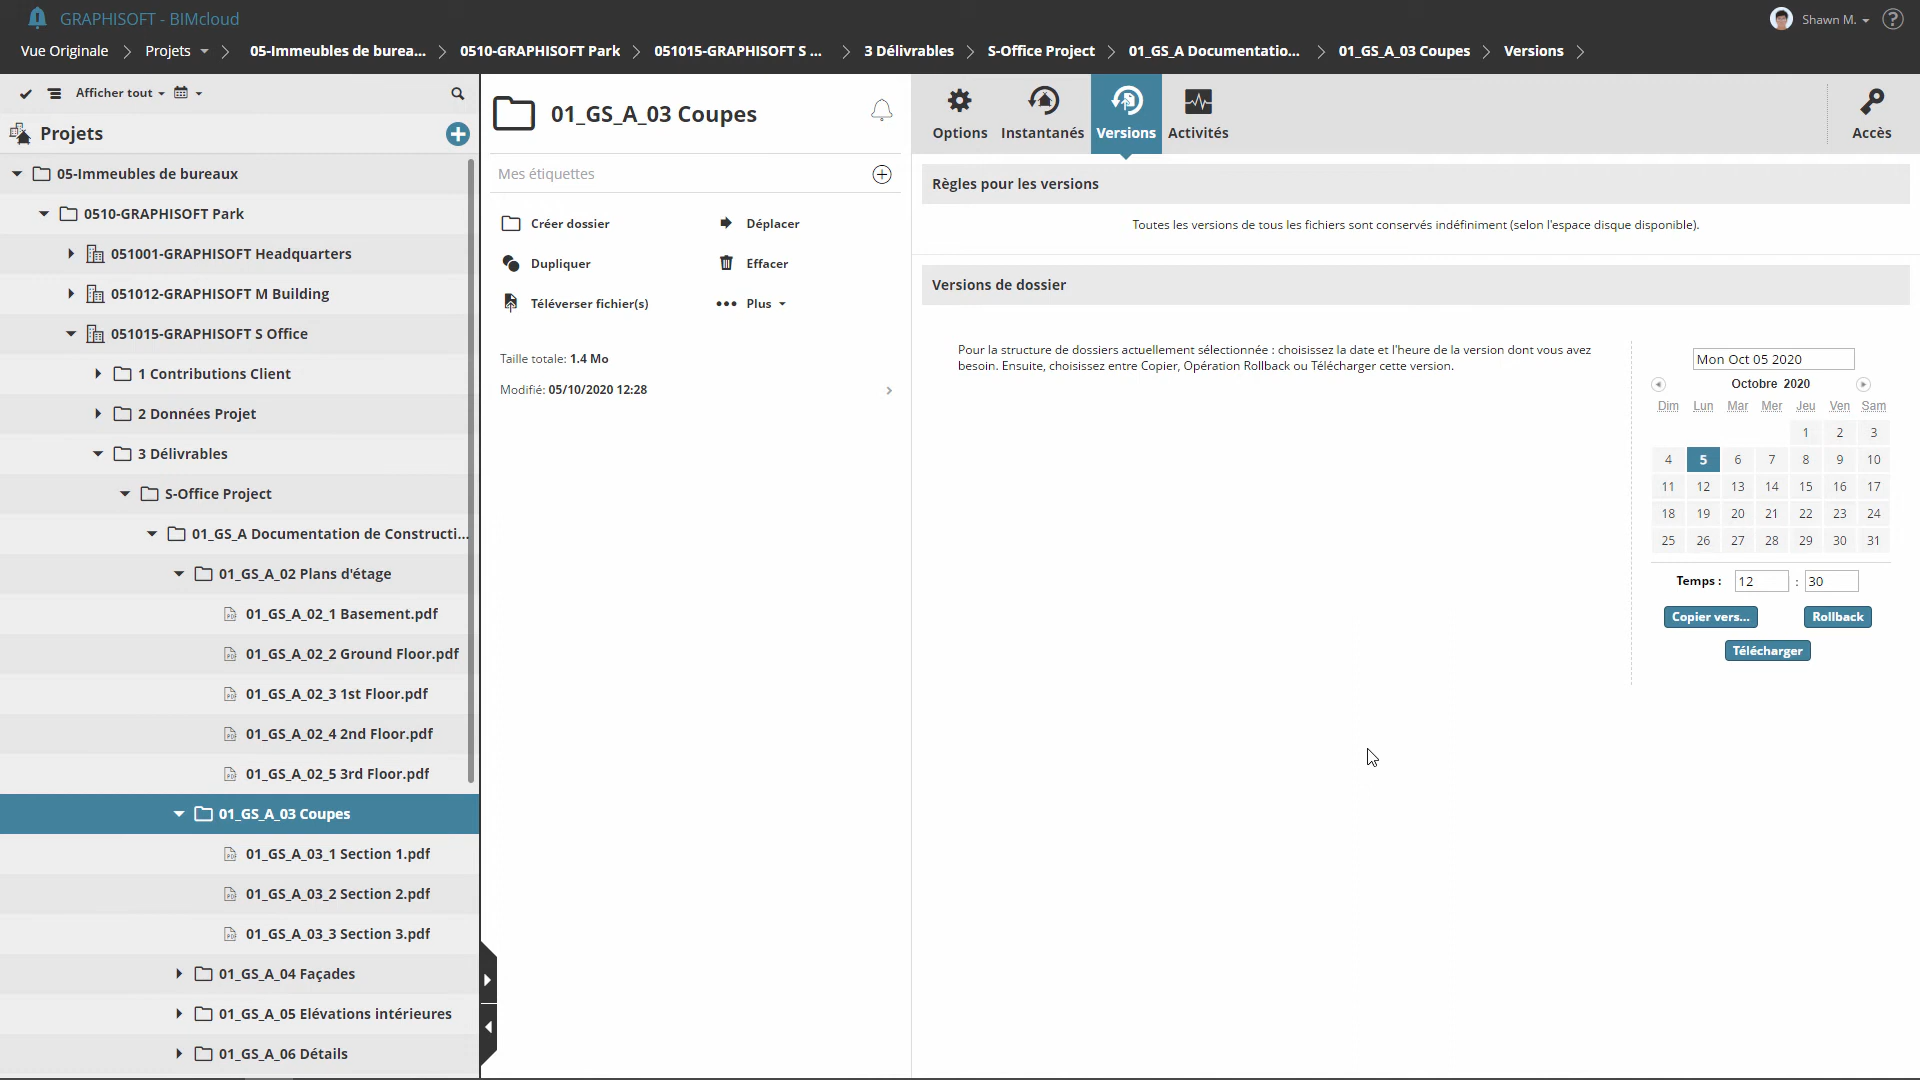 GRAPHISOFT - BIMcloud
Shawn M.
Vue Originale
Projets
05-Immeubles de burea...
0510-GRAPHISOFT Park
051015-GRAPHISOFT S ...
3 Délivrables
S-Office Project
01_GS_A Documentatio...
01_GS_A_03 Coupes
Versions
Afficher tout
Projets
05-Immeubles de bureaux
0510-GRAPHISOFT Park
051001-GRAPHISOFT Headquarters
051012-GRAPHISOFT M Building
051015-GRAPHISOFT S Office
1 Contributions Client
2 Données Projet
3 Délivrables
S-Office Project
01_GS_A Documentation de Constructi...
01_GS_A_02 Plans d'étage
01_GS_A_02_1 Basement.pdf
01_GS_A_02_2 Ground Floor.pdf
01_GS_A_02_3 1st Floor.pdf
01_GS_A_02_4 2nd Floor.pdf
01_GS_A_02_5 3rd Floor.pdf
01_GS_A_03 Coupes
01_GS_A_03_1 Section 1.pdf
01_GS_A_03_2 Section 2.pdf
01_GS_A_03_3 Section 3.pdf
01_GS_A_04 Façades
01_GS_A_05 Elévations intérieures
01_GS_A_06 Détails
01_GS_A_03 Coupes
Mes étiquettes
Créer dossier
Déplacer
Dupliquer
Effacer
Téléverser fichier(s)
Plus
Taille totale: 1.4 Mo
Modifié: 05/10/2020 12:28
Options
Instantanés
Versions
Activités
Accès
Règles pour les versions
Toutes les versions de tous les fichiers sont conservés indéfiniment (selon l'espace disque disponible).
Versions de dossier
Pour la structure de dossiers actuellement sélectionnée : choisissez la date et l'heure de la version dont vous avez
besoin. Ensuite, choisissez entre Copier, Opération Rollback ou Télécharger cette version.
Mon Oct 05 2020
Octobre 2020
Dim Lun Mar Mer Jeu Ven Sam
1 2 3
4 5 6 7 8 9 10
11 12 13 14 15 16 17
18 19 20 21 22 23 24
25 26 27 28 29 30 31
Temps : 12 : 30
Copier vers...
Rollback
Télécharger